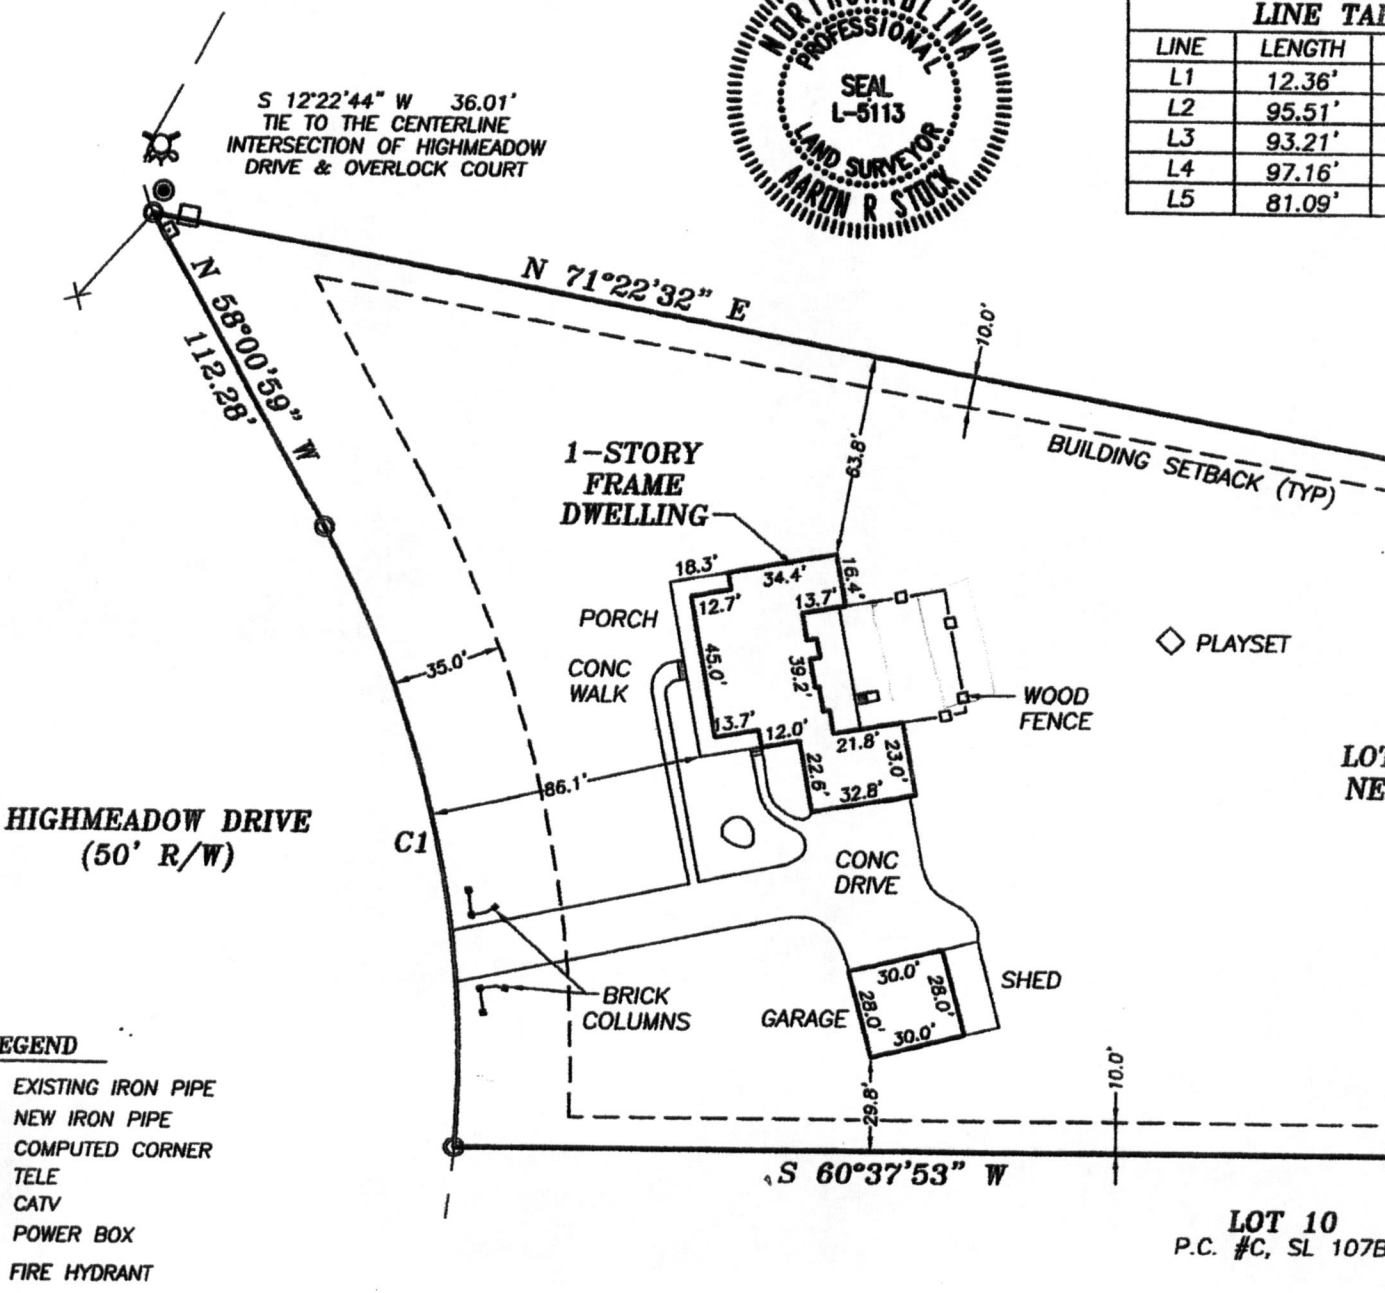 S 12°22'44" W 36.01'
TIE TO THE CENTERLINE
INTERSECTION OF HIGHMEADOW
DRIVE & OVERLOCK COURT
PROFESSIONAL
SEAL
L-5113
LAND SURVEYOR
AARON R STOCK
LINE
LINE LENGTH
L1 12.36'
L2 95.51'
L3 93.21'
L4 97.16'
L5 81.09'
N 71°22'32" E
N 58°00'59" W
112.28'
10.0'
BUILDING SETBACK (TYP)
63.8'
1-STORY
FRAME
DWELLING
18.3'
34.4'
16.4'
12.7'
13.7'
PORCH
45.0'
39.2'
CONC
WALK
35.0'
PLAYSET
WOOD
FENCE
13.7'
12.0'
21.8'
23.0'
22.6'
32.8'
86.1'
HIGHMEADOW DRIVE
(50' R/W)
C1
CONC
DRIVE
BRICK
COLUMNS
GARAGE
30.0'
28.0'
28.0'
30.0'
SHED
29.8'
10.0'
S 60°37'53" W
EXISTING IRON PIPE
NEW IRON PIPE
COMPUTED CORNER
TELE
CATV
POWER BOX
FIRE HYDRANT
LOT 10
P.C. #C, SL 107B